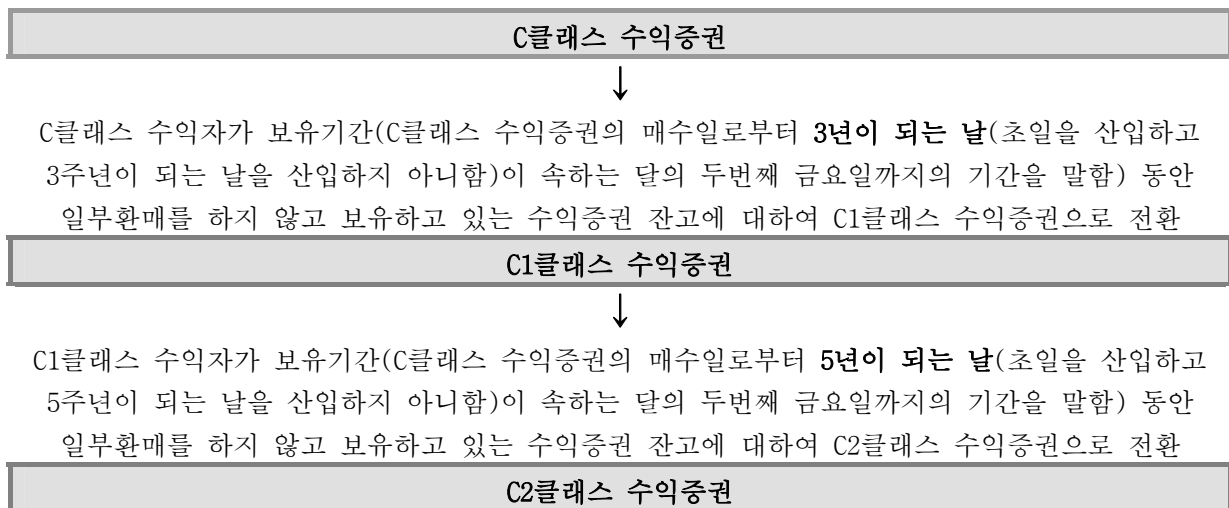 C클래스 수익증권
↓
C클래스 수익자가 보유기간(C클래스 수익증권의 매수일로부터 3년이 되는 날(초일을 산입하고
3주년이 되는 날을 산입하지 아니함)이 속하는 달의 두번째 금요일까지의 기간을 말함) 동안
일부환매를 하지 않고 보유하고 있는 수익증권 잔고에 대하여 C1클래스 수익증권으로 전환
C1클래스 수익증권
↓
C1클래스 수익자가 보유기간(C클래스 수익증권의 매수일로부터 5년이 되는 날(초일을 산입하고
5주년이 되는 날을 산입하지 아니함)이 속하는 달의 두번째 금요일까지의 기간을 말함) 동안
일부환매를 하지 않고 보유하고 있는 수익증권 잔고에 대하여 C2클래스 수익증권으로 전환
C2클래스 수익증권